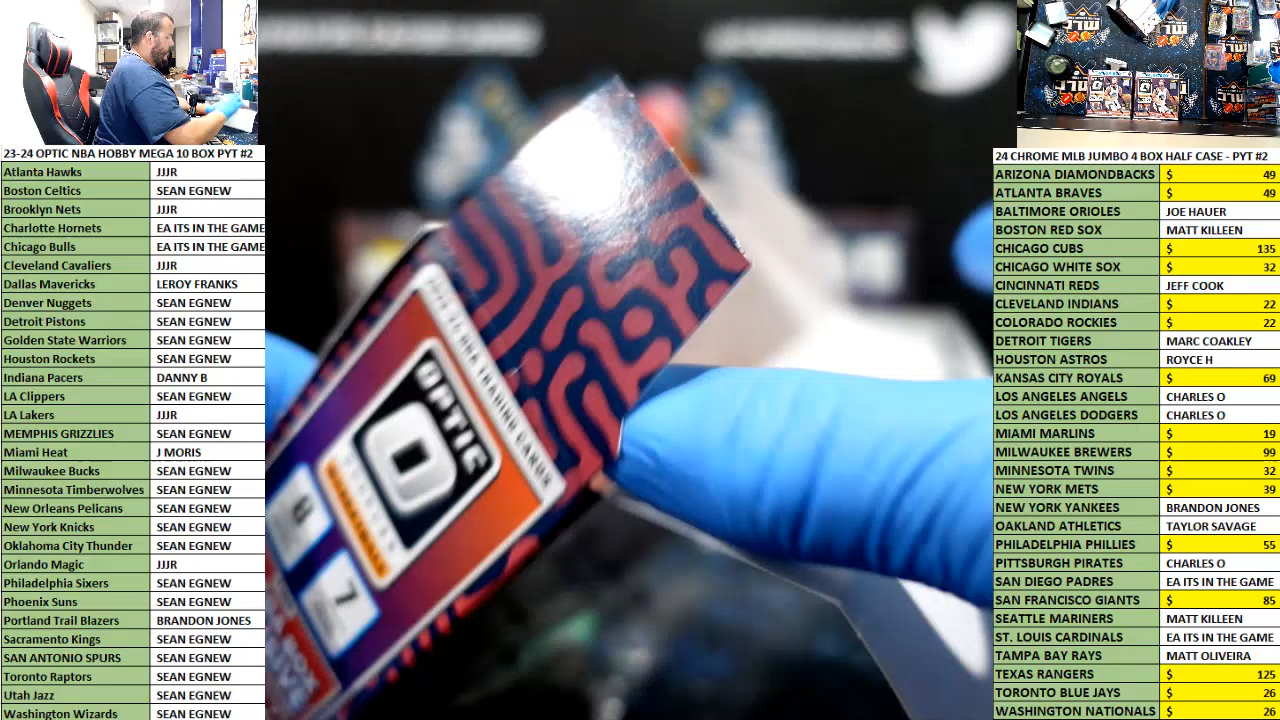 23-24 OPTIC NBA HOBBY MEGA 10 BOX PYT #2
Atlanta Hawks JJJR
Boston Celtics SEAN EGNEW
Brooklyn Nets JJJR
Charlotte Hornets EA ITS IN THE GAME
Chicago Bulls EA ITS IN THE GAME
Cleveland Cavaliers JJJR
Dallas Mavericks LEROY FRANKS
Denver Nuggets SEAN EGNEW
Detroit Pistons SEAN EGNEW
Golden State Warriors SEAN EGNEW
Houston Rockets SEAN EGNEW
Indiana Pacers DANNY B
LA Clippers SEAN EGNEW
LA Lakers JJJR
MEMPHIS GRIZZLIES SEAN EGNEW
Miami Heat J MORIS
Milwaukee Bucks SEAN EGNEW
Minnesota Timberwolves SEAN EGNEW
New Orleans Pelicans SEAN EGNEW
New York Knicks SEAN EGNEW
Oklahoma City Thunder SEAN EGNEW
Orlando Magic JJJR
Philadelphia Sixers SEAN EGNEW
Phoenix Suns SEAN EGNEW
Portland Trail Blazers BRANDON JONES
Sacramento Kings SEAN EGNEW
SAN ANTONIO SPURS SEAN EGNEW
Toronto Raptors SEAN EGNEW
Utah Jazz SEAN EGNEW
Washington Wizards SEAN EGNEW
TRADING CARDS
OPTIC
6
7
24 CHROME MLB JUMBO 4 BOX HALF CASE - PYT #2
ARIZONA DIAMONDBACKS $ 49
ATLANTA BRAVES $ 49
BALTIMORE ORIOLES JOE HAUER
BOSTON RED SOX MATT KILLEEN
CHICAGO CUBS $ 135
CHICAGO WHITE SOX $ 32
CINCINNATI REDS JEFF COOK
CLEVELAND INDIANS $ 22
COLORADO ROCKIES $ 22
DETROIT TIGERS MARC COAKLEY
HOUSTON ASTROS ROYCE H
KANSAS CITY ROYALS $ 69
LOS ANGELES ANGELS CHARLES O
LOS ANGELES DODGERS CHARLES O
MIAMI MARLINS $ 19
MILWAUKEE BREWERS $ 99
MINNESOTA TWINS $ 32
NEW YORK METS $ 39
NEW YORK YANKEES BRANDON JONES
OAKLAND ATHLETICS TAYLOR SAVAGE
PHILADELPHIA PHILLIES $ 55
PITTSBURGH PIRATES CHARLES O
SAN DIEGO PADRES EA ITS IN THE GAME
SAN FRANCISCO GIANTS $ 85
SEATTLE MARINERS MATT KILLEEN
ST. LOUIS CARDINALS EA ITS IN THE GAME
TAMPA BAY RAYS MATT OLIVEIRA
TEXAS RANGERS $ 125
TORONTO BLUE JAYS $ 26
WASHINGTON NATIONALS $ 26